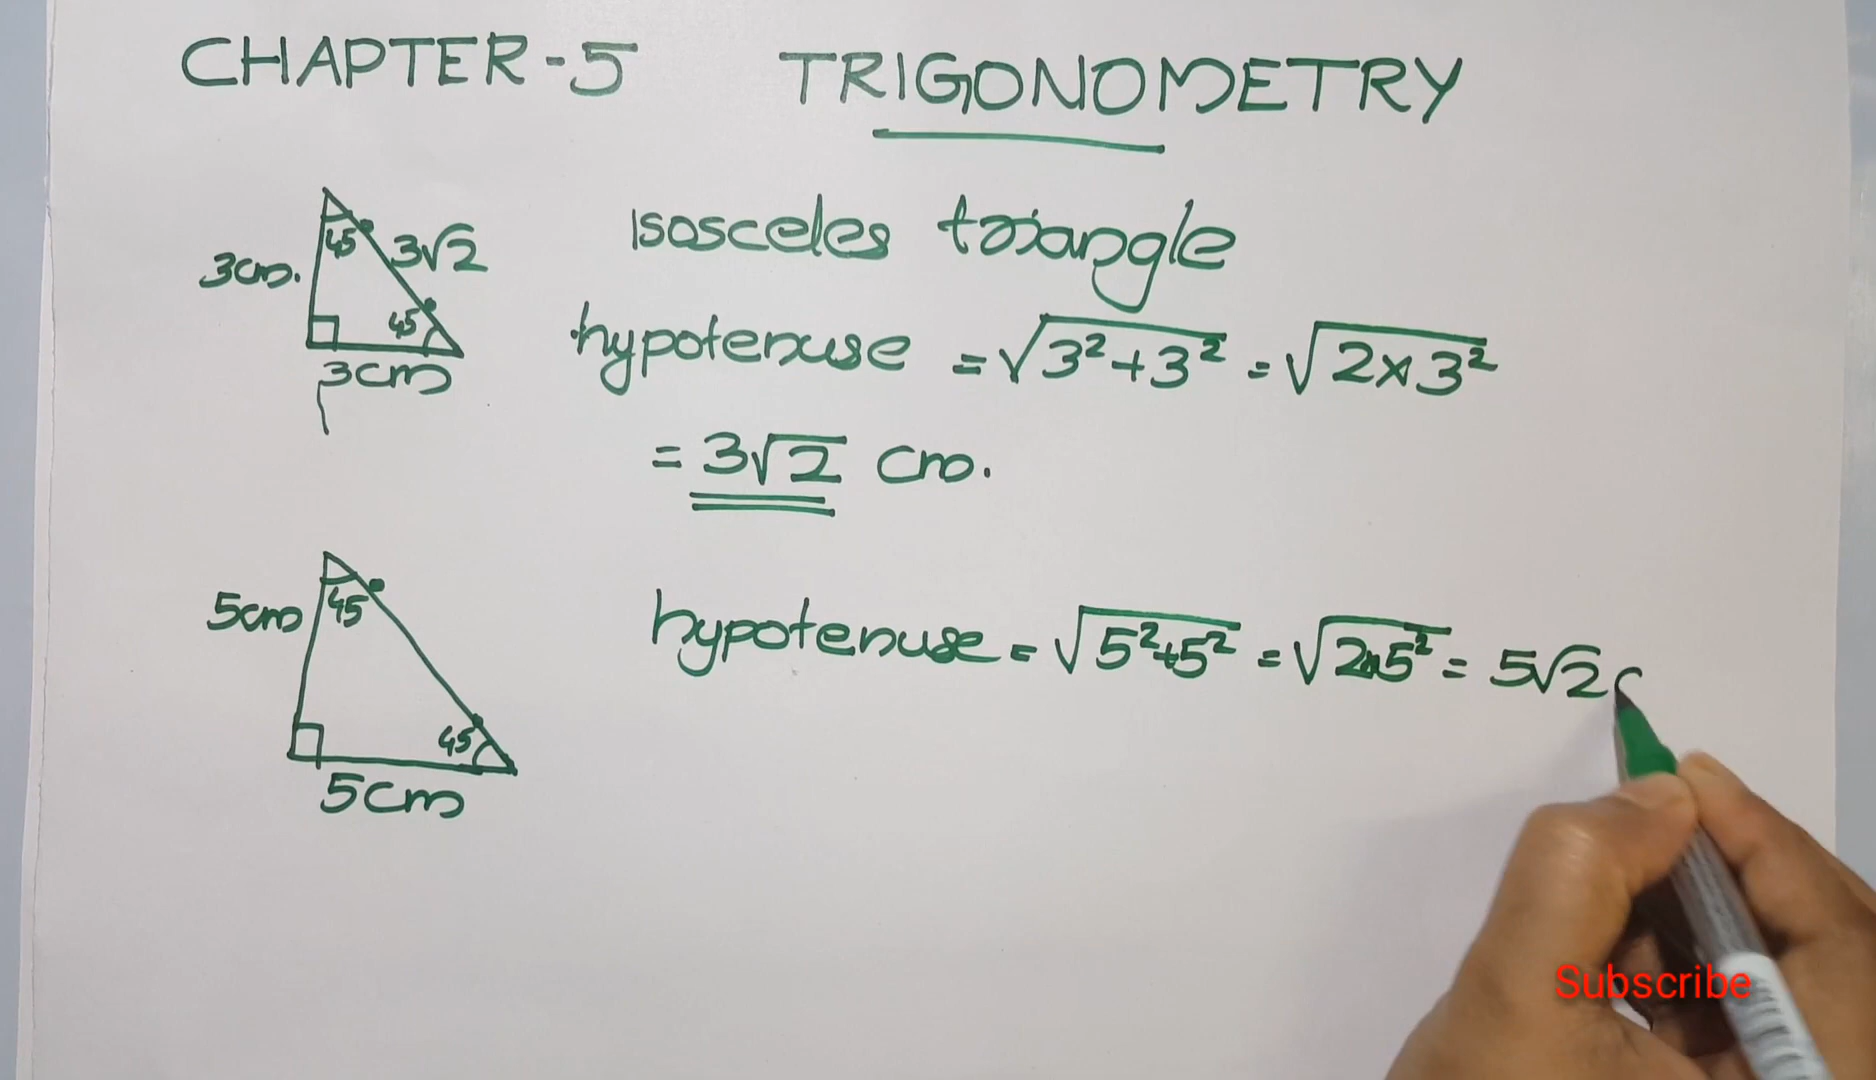 CHAPTER-5 TRIGONOMETRY
45
3√2
3cm.
45
3cm
isosceles triangle
hypotenuse = √3²+3² = √2×3²
= 3√2 cm.
45
5cm
45
5cm
hypotenuse = √5²+5² = √2×5² = 5√2 c
Subscribe